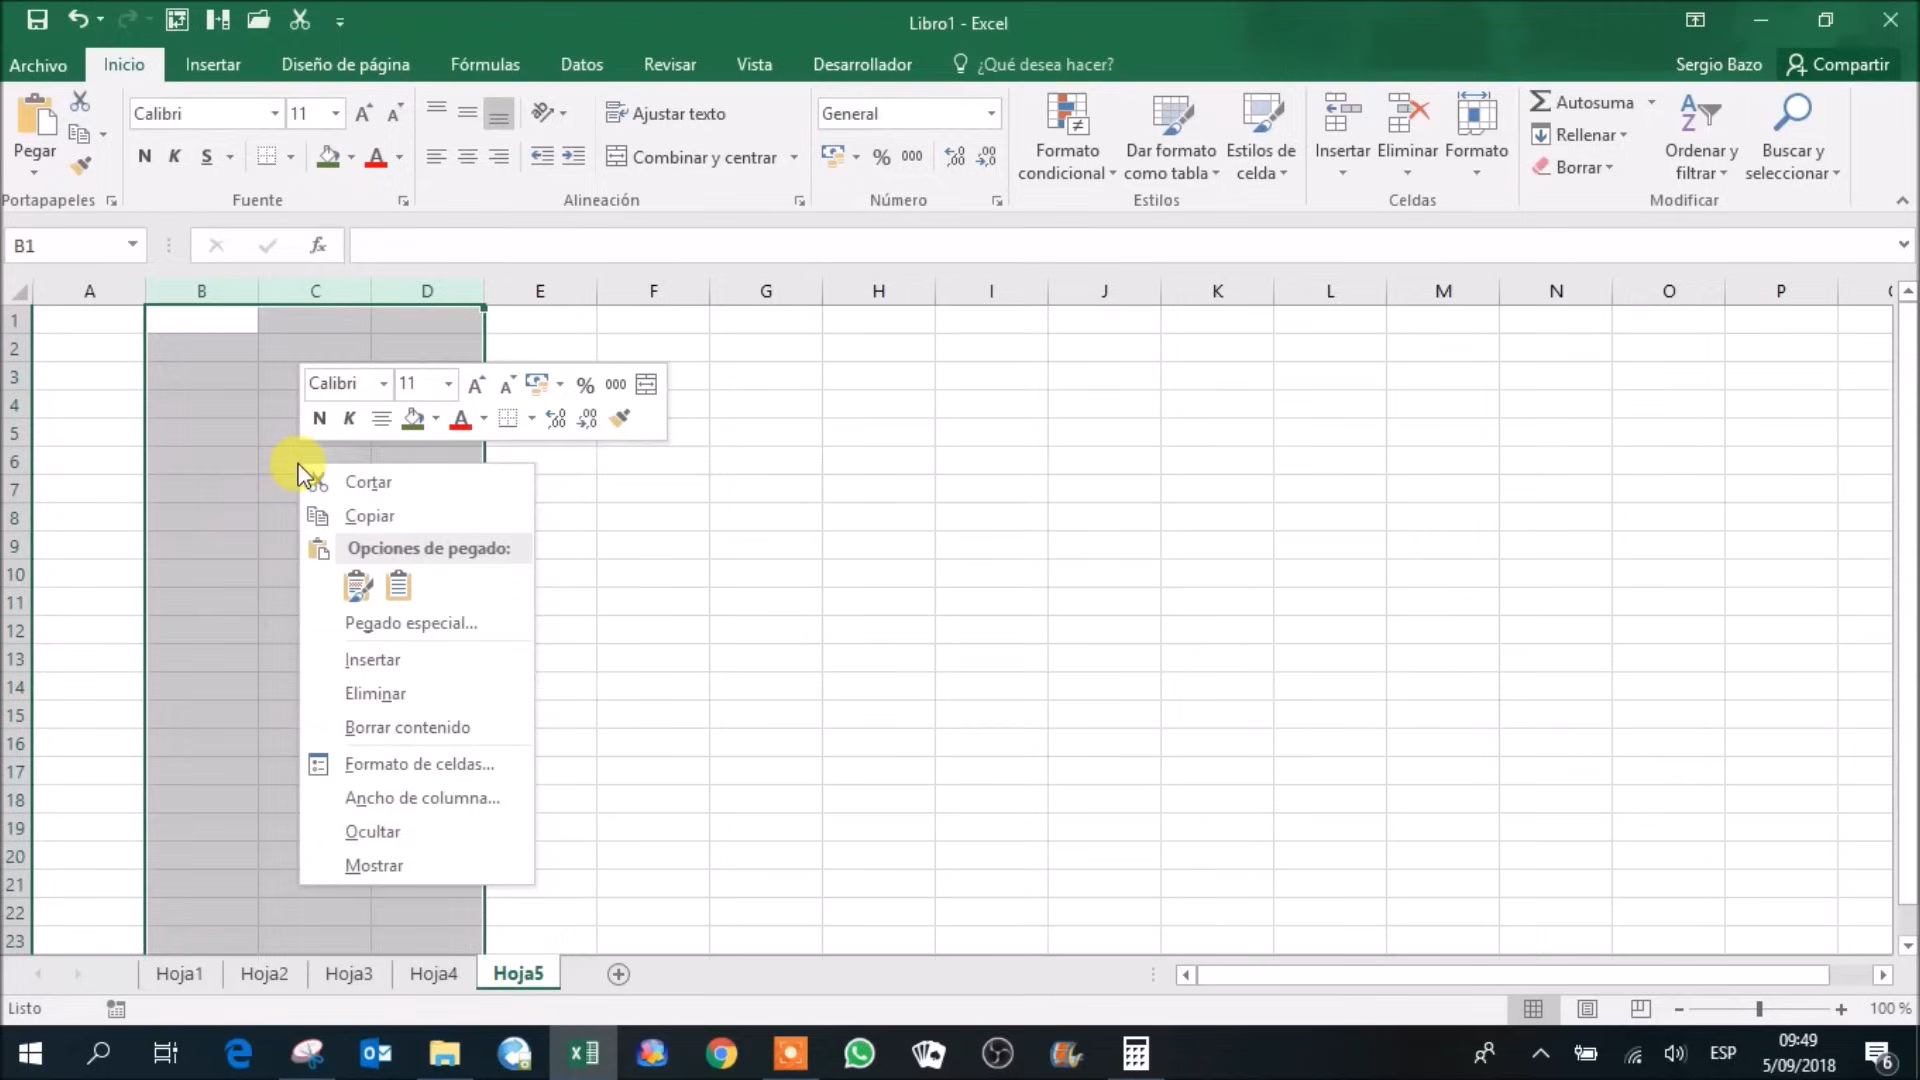 Libro1 - Excel
Archivo Inicio Insertar Diseño de página Fórmulas Datos Revisar Vista Desarrollador ¿Qué desea hacer? Sergio Bazo Compartir
Pegar
Portapapeles
Calibri 11
N K S
Fuente
Ajustar texto
Combinar y centrar
Alineación
General
% 000
Número
Formato condicional
Dar formato como tabla
Estilos de celda
Estilos
Insertar Eliminar Formato
Celdas
Autosuma
Rellenar
Borrar
Ordenar y filtrar
Buscar y seleccionar
Modificar
B1 fx
A B C D E F G H I J K L M N O P
1
2
3
4
5
6
7
8
9
10
11
12
13
14
15
16
17
18
19
20
21
22
23
Calibri 11 % 000
N K
Cortar
Copiar
Opciones de pegado:
Pegado especial...
Insertar
Eliminar
Borrar contenido
Formato de celdas...
Ancho de columna...
Ocultar
Mostrar
Hoja1 Hoja2 Hoja3 Hoja4 Hoja5
Listo 100 %
ESP 09:49
5/09/2018
6